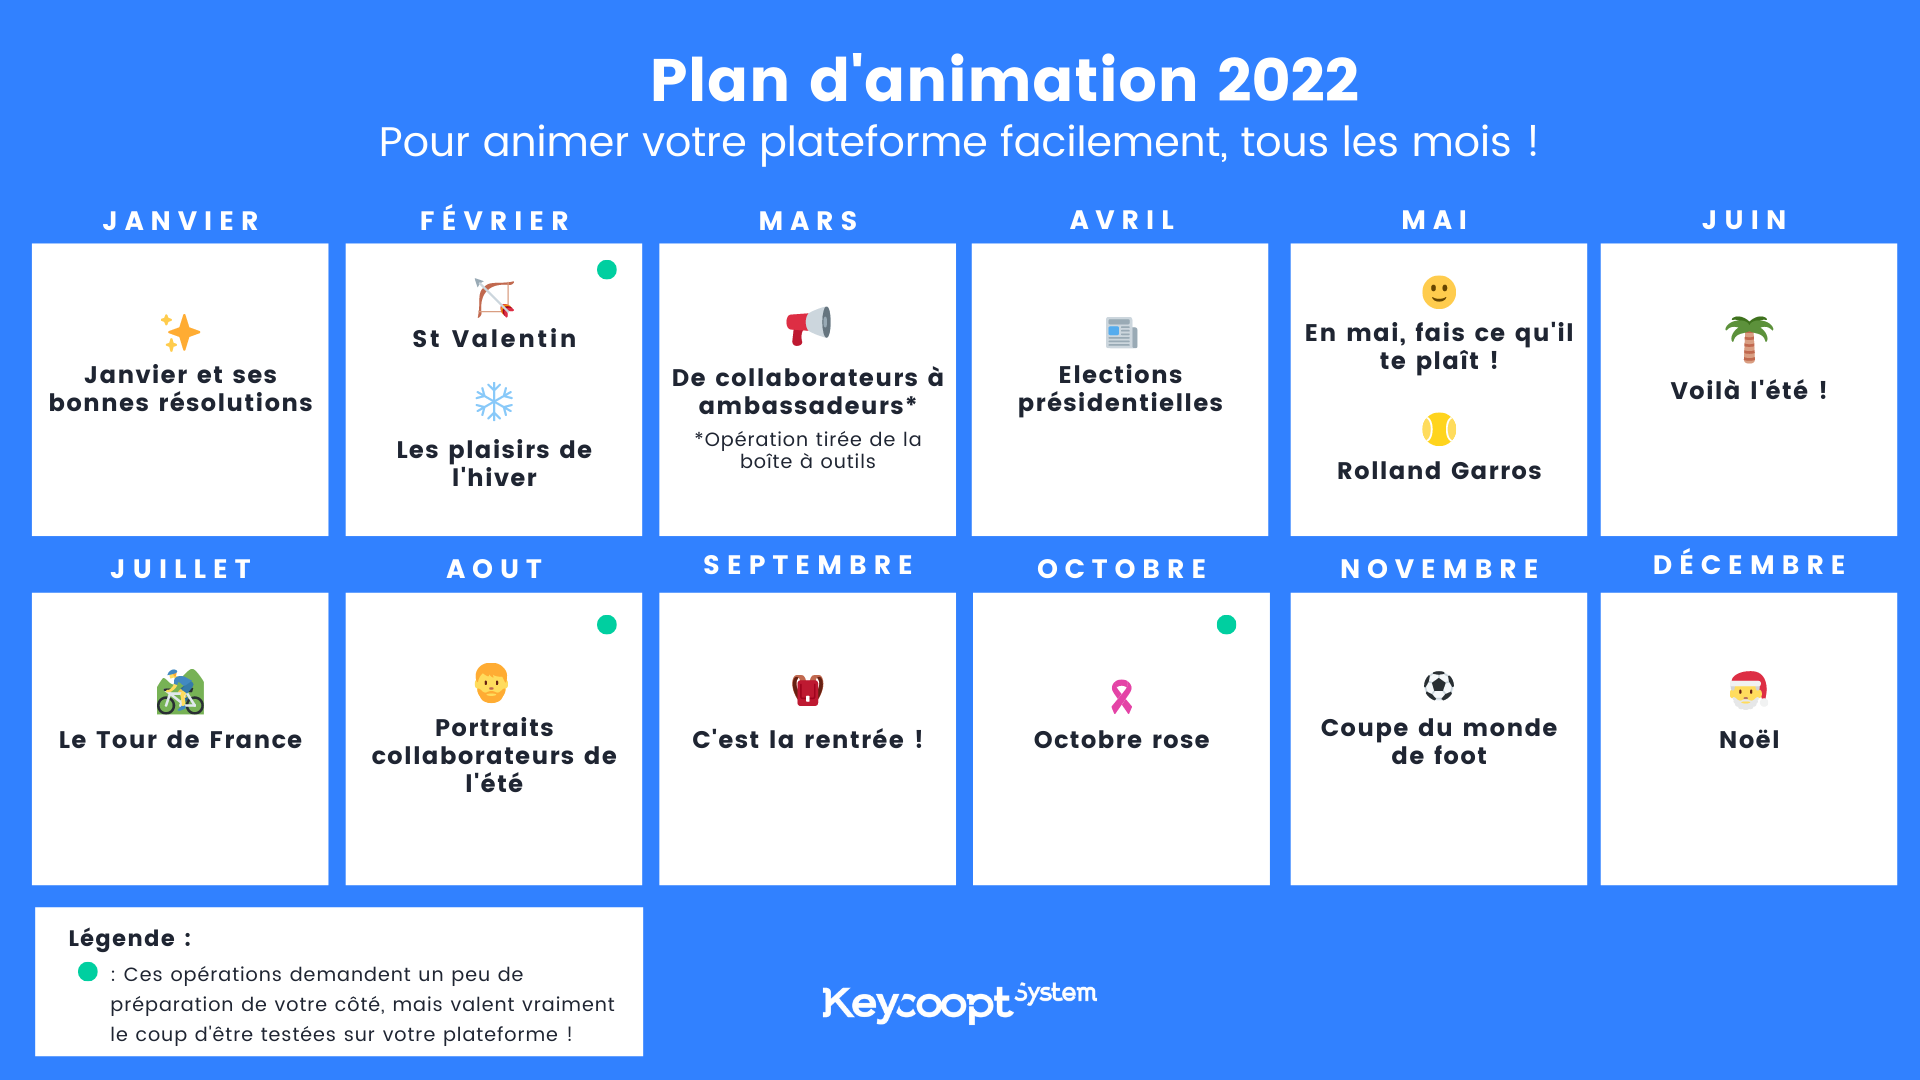 Plan d'animation 2022
Pour animer votre plateforme facilement, tous les mois !
JANVIER
Janvier et ses
bonnes résolutions
FÉVRIER
St Valentin
Les plaisirs de
l'hiver
MARS
De collaborateurs à
ambassadeurs*
*Opération tirée de la
boîte à outils
AVRIL
Elections
présidentielles
MAI
En mai, fais ce qu'il
te plaît !
Rolland Garros
JUIN
Voilà l'été !
JUILLET
Le Tour de France
AOUT
Portraits
collaborateurs de
l'été
SEPTEMBRE
C'est la rentrée !
OCTOBRE
Octobre rose
NOVEMBRE
Coupe du monde
de foot
DÉCEMBRE
Noël
Légende :
: Ces opérations demandent un peu de
préparation de votre côté, mais valent vraiment
le coup d'être testées sur votre plateforme !
Keycoopt System